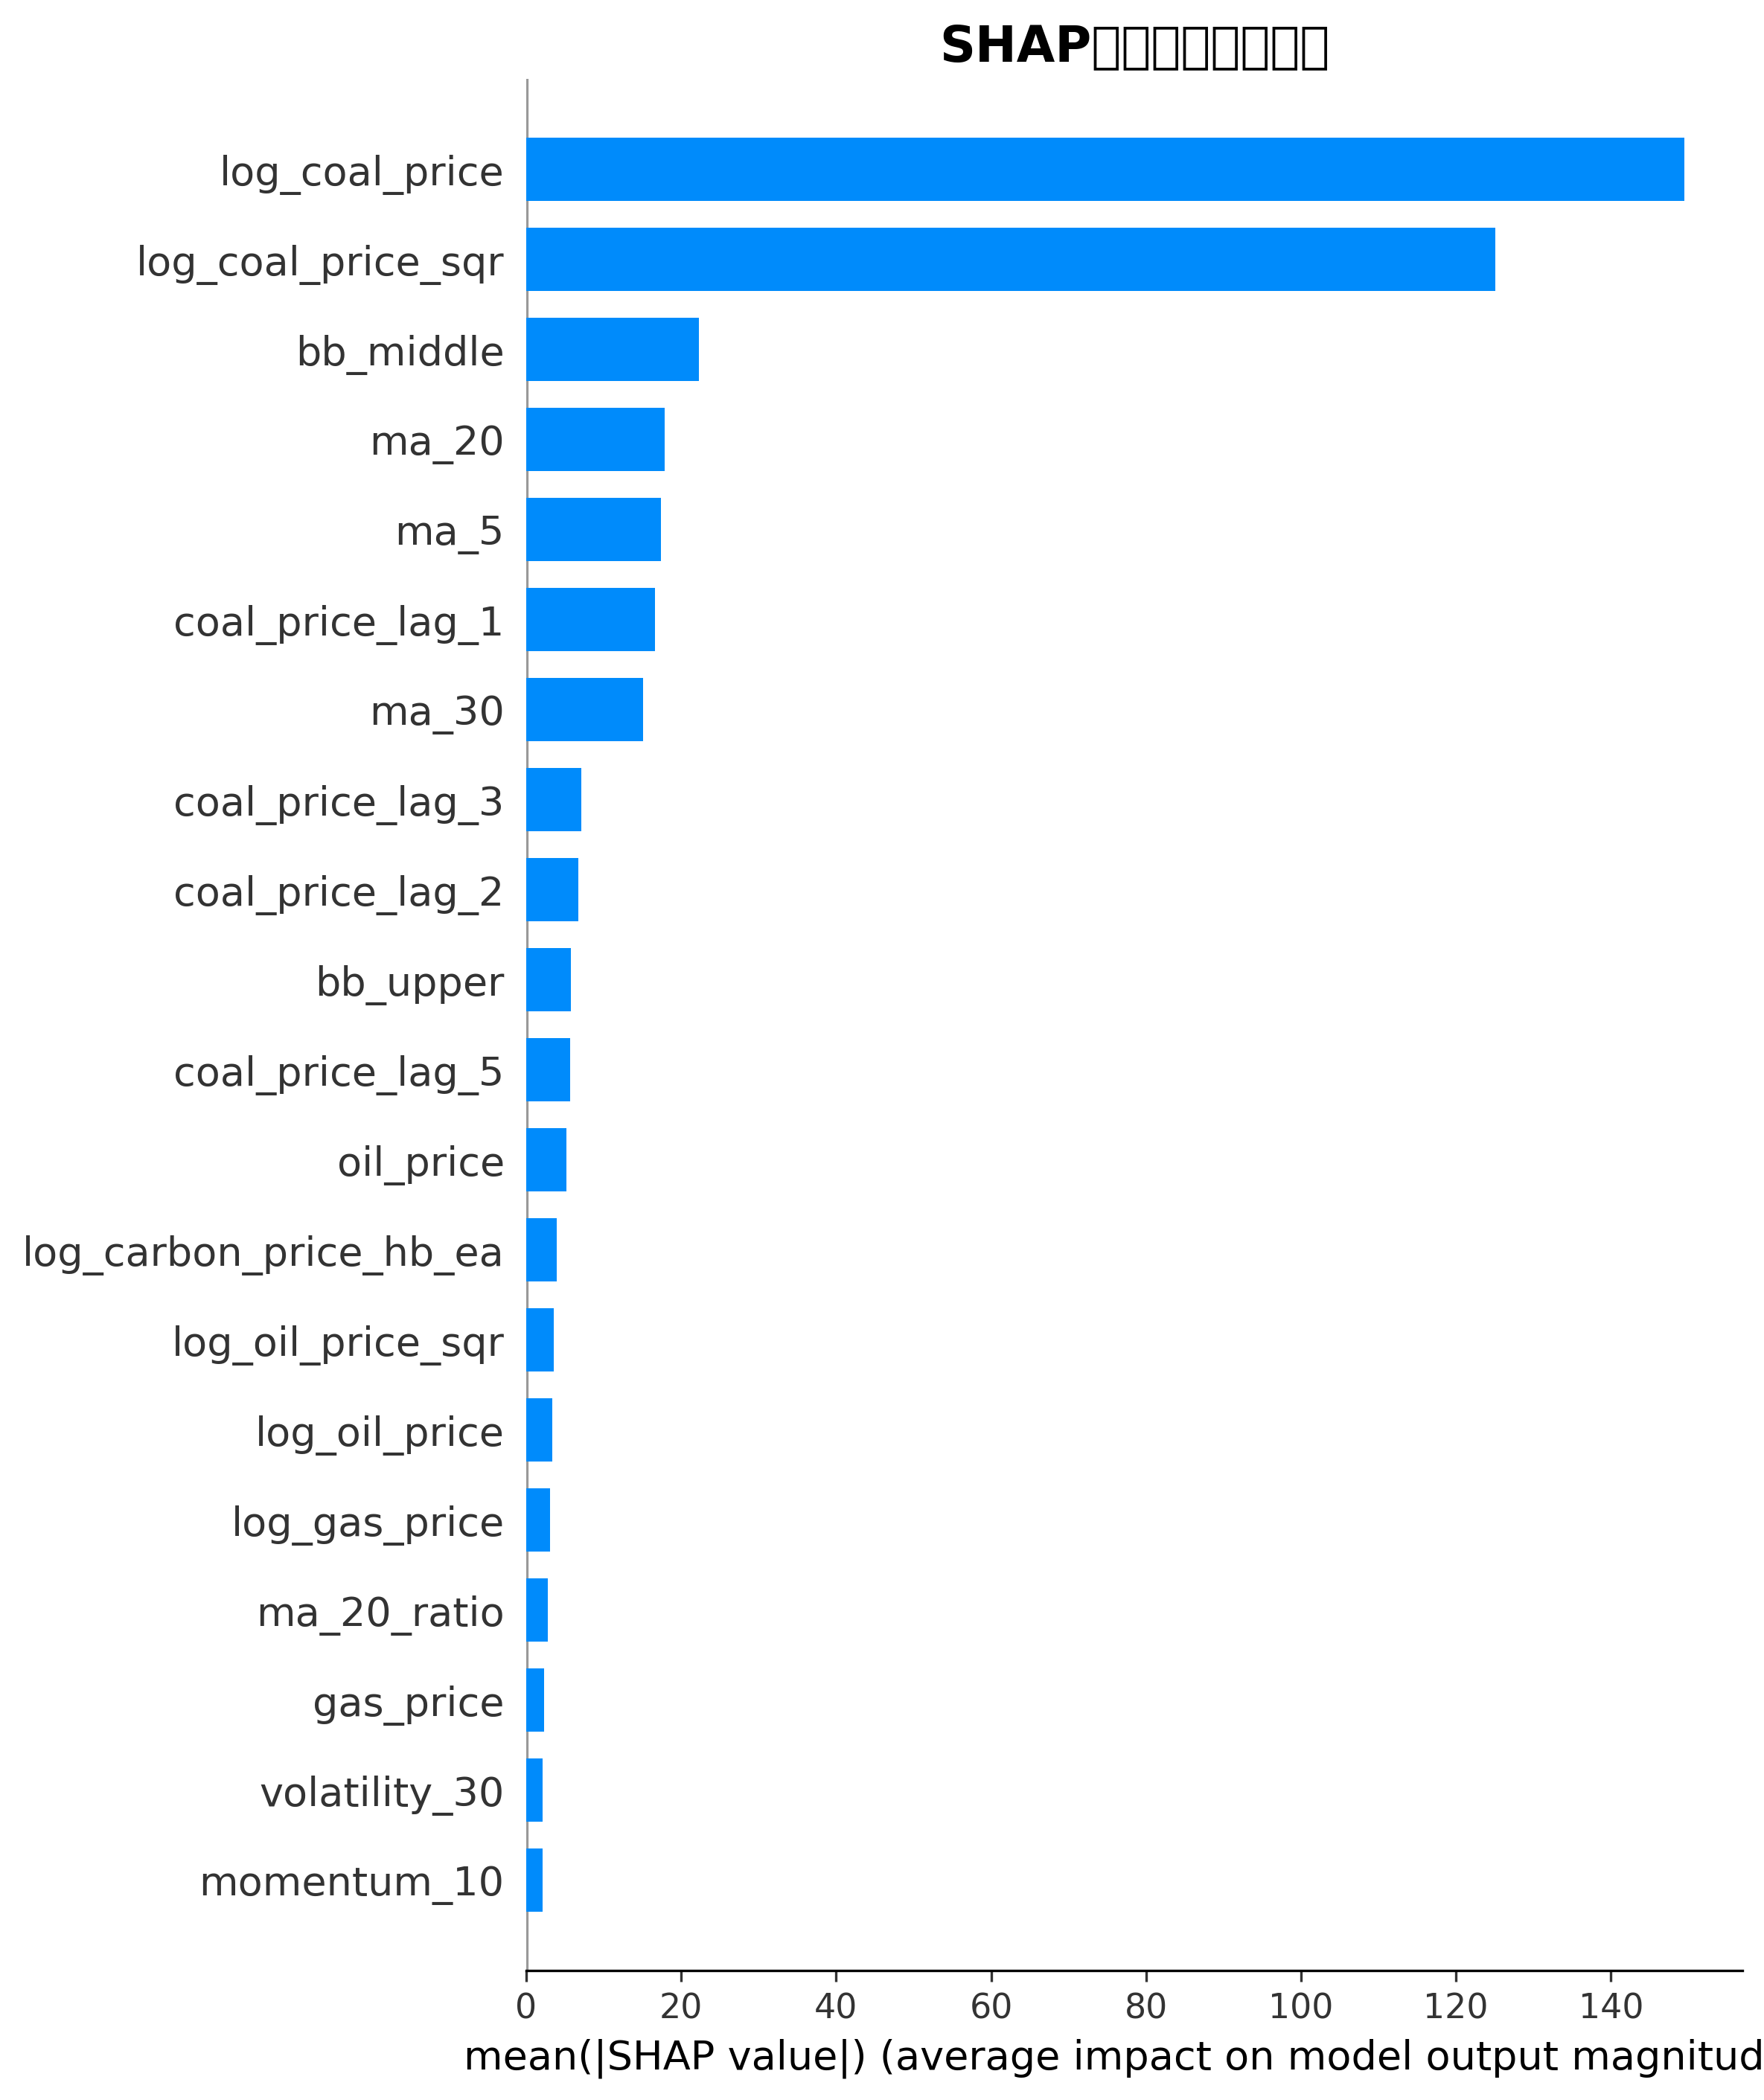 SHAP
log_coal_price
log_coal_price_sqr
bb_middle
ma_20
ma_5
coal_price_lag_1
ma_30
coal_price_lag_3
coal_price_lag_2
bb_upper
coal_price_lag_5
oil_price
log_carbon_price_hb_ea
log_oil_price_sqr
log_oil_price
log_gas_price
ma_20_ratio
gas_price
volatility_30
momentum_10
0 20 40 60 80 100 120 140
mean(|SHAP value|) (average impact on model output magnitud